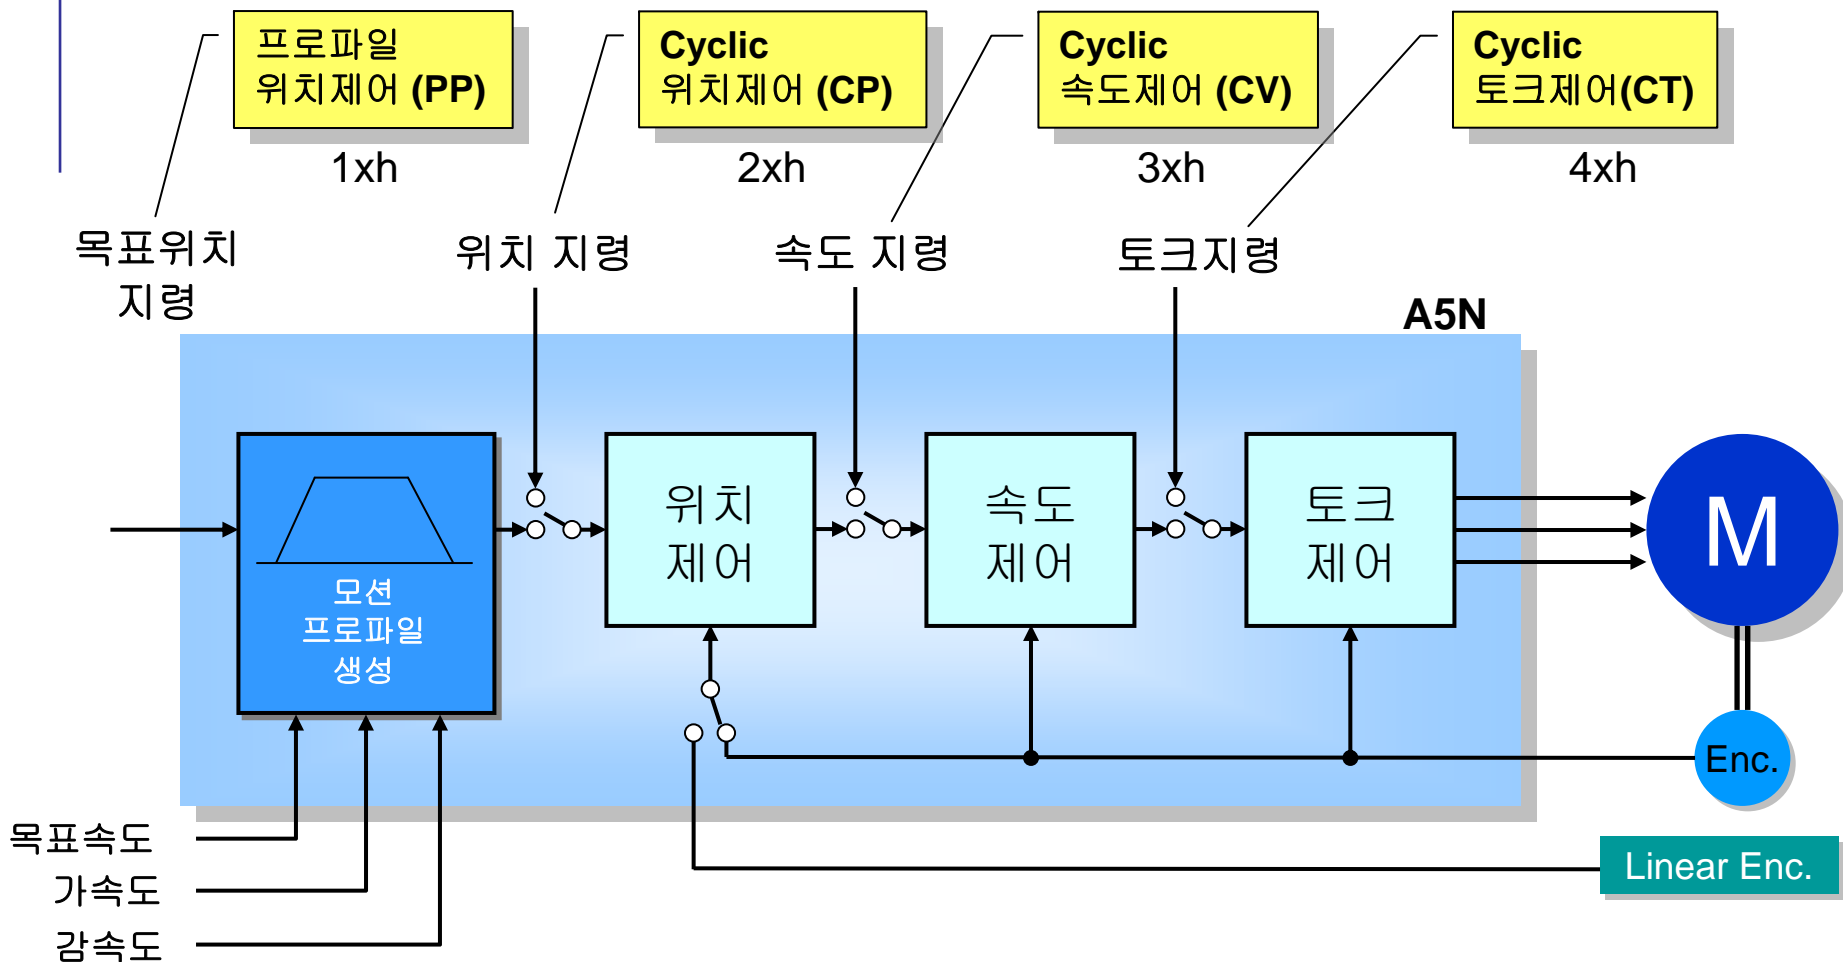 프로파일
위치제어 (PP)
Cyclic
위치제어 (CP)
Cyclic
속도제어 (CV)
Cyclic
토크제어(CT)
1xh
2xh
3xh
4xh
목표위치
지령
위치 지령
속도 지령
토크지령
A5N
모션
프로파일
생성
위치
제어
속도
제어
토크
제어
M
Enc.
목표속도
가속도
감속도
Linear Enc.